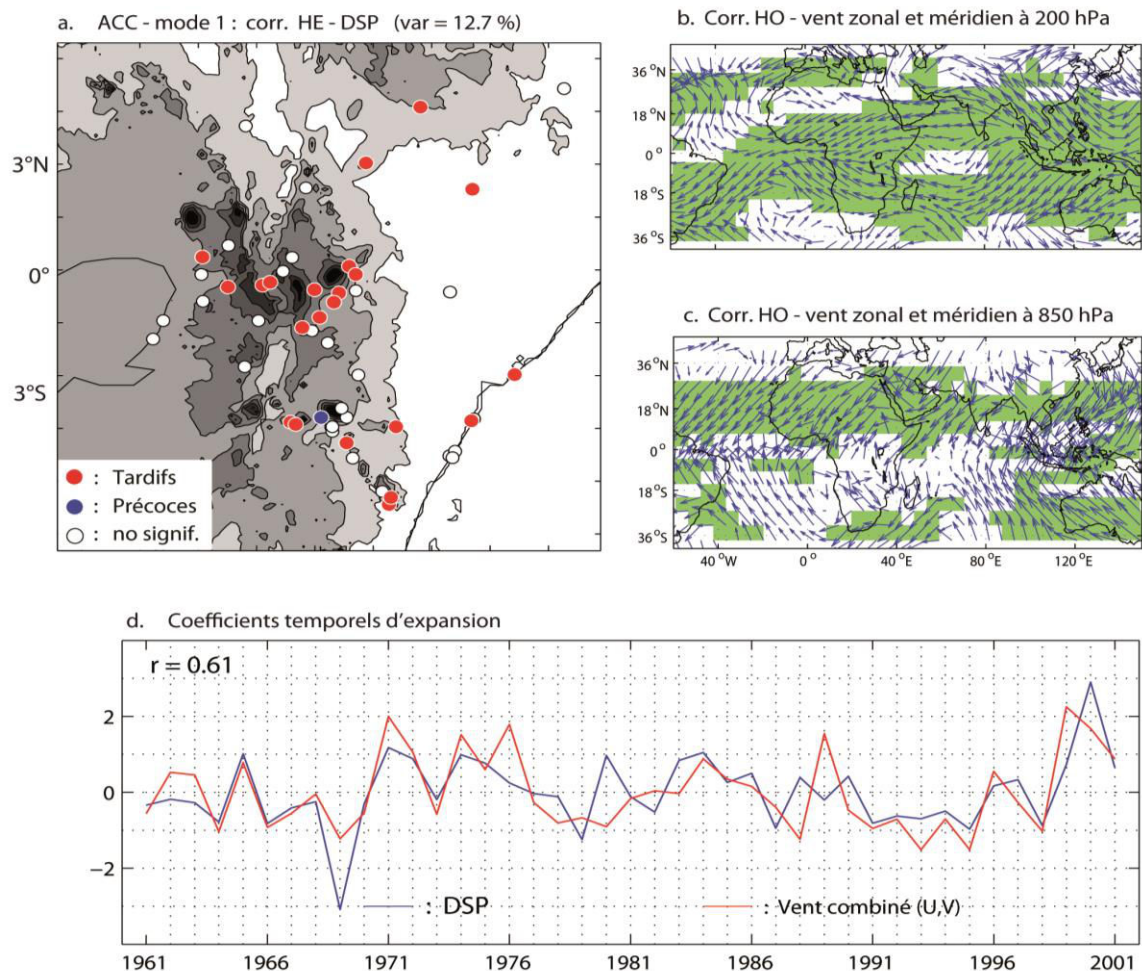 a. ACC - mode 1 : corr. HE - DSP (var = 12.7 %)
3°N
0°
3°S
: Tardifs
: Précoces
: no signif.
b. Corr. HO - vent zonal et méridien à 200 hPa
36°N
18°N
0°
18°S
36°S
c. Corr. HO - vent zonal et méridien à 850 hPa
36°N
18°N
0°
18°S
36°S
40°W 0° 40°E 80°E 120°E
d. Coefficients temporels d'expansion
r = 0.61
2
0
−2
: DSP : Vent combiné (U,V)
1961 1966 1971 1976 1981 1986 1991 1996 2001